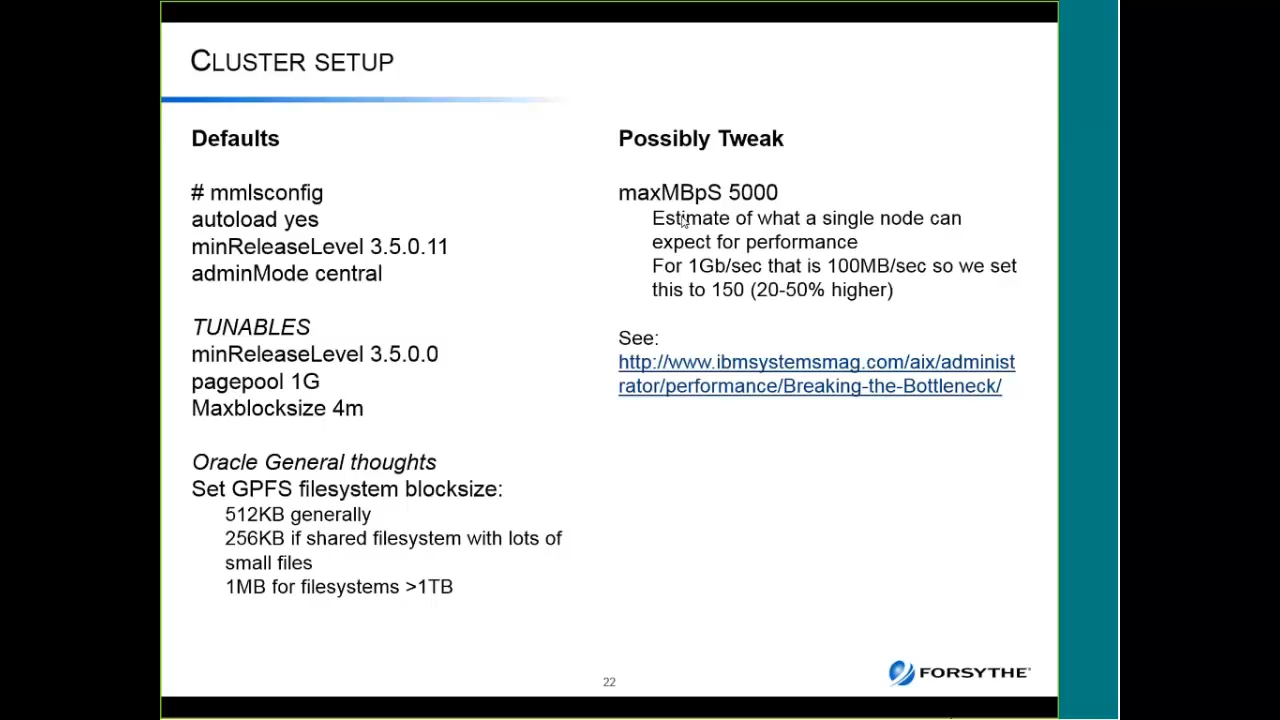 CLUSTER SETUP
Defaults
# mmlsconfig
autoload yes
minReleaseLevel 3.5.0.11
adminMode central
TUNABLES
minReleaseLevel 3.5.0.0
pagepool 1G
Maxblocksize 4m
Oracle General thoughts
Set GPFS filesystem blocksize:
512KB generally
256KB if shared filesystem with lots of
small files
1MB for filesystems >1TB
Possibly Tweak
maxMBpS 5000
Estimate of what a single node can
expect for performance
For 1Gb/sec that is 100MB/sec so we set
this to 150 (20-50% higher)
See:
http://www.ibmsystemsmag.com/aix/administ
rator/performance/Breaking-the-Bottleneck/
22
FORSYTHE